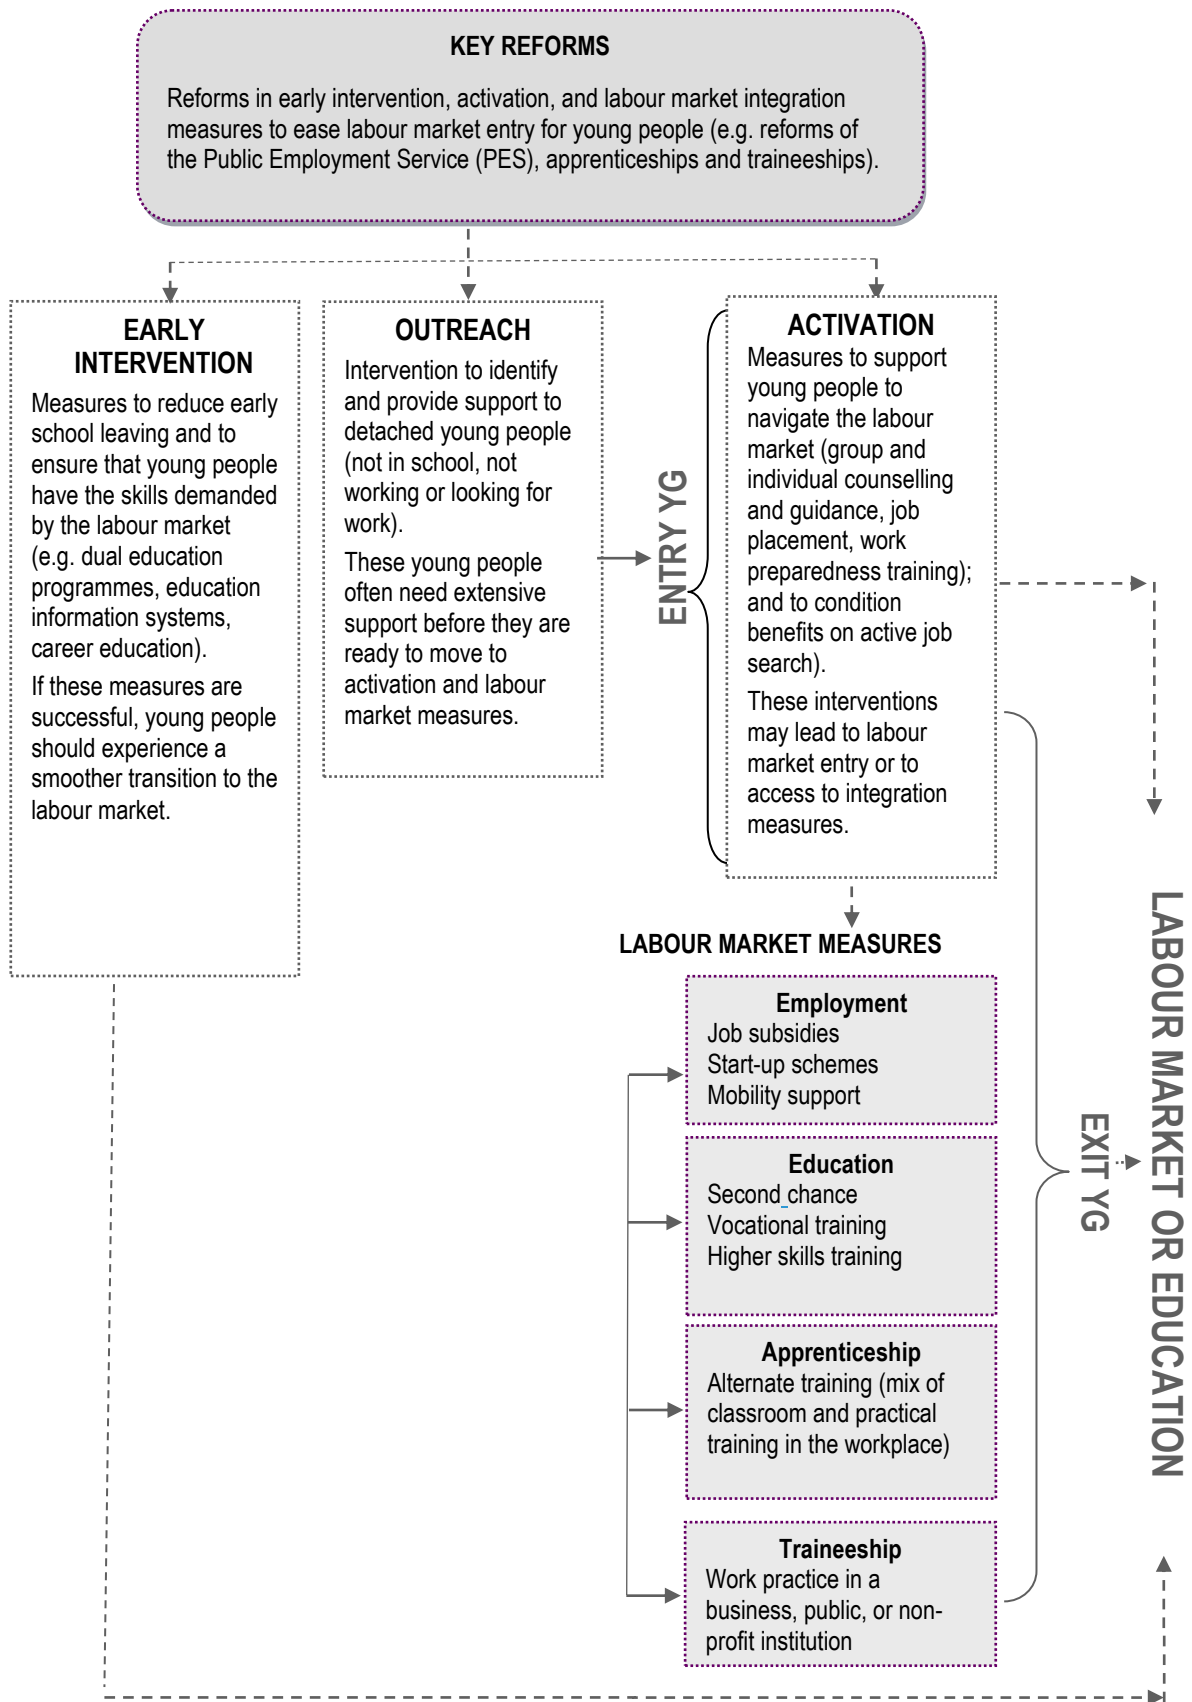 KEY REFORMS
Reforms in early intervention, activation, and labour market integration
measures to ease labour market entry for young people (e.g. reforms of
the Public Employment Service (PES), apprenticeships and traineeships).
EARLY
INTERVENTION
Measures to reduce early
school leaving and to
ensure that young people
have the skills demanded
by the labour market
(e.g. dual education
programmes, education
information systems,
career education).
If these measures are
successful, young people
should experience a
smoother transition to the
labour market.
OUTREACH
Intervention to identify
and provide support to
detached young people
(not in school, not
working or looking for
work).
These young people
often need extensive
support before they are
ready to move to
activation and labour
market measures.
ENTRY YG
ACTIVATION
Measures to support
young people to
navigate the labour
market (group and
individual counselling
and guidance, job
placement, work
preparedness training);
and to condition
benefits on active job
search).
These interventions
may lead to labour
market entry or to
access to integration
measures.
LABOUR MARKET MEASURES
Employment
Job subsidies
Start-up schemes
Mobility support
Education
Second chance
Vocational training
Higher skills training
Apprenticeship
Alternate training (mix of
classroom and practical
training in the workplace)
Traineeship
Work practice in a
business, public, or non-
profit institution
EXIT YG
LABOUR MARKET OR EDUCATION